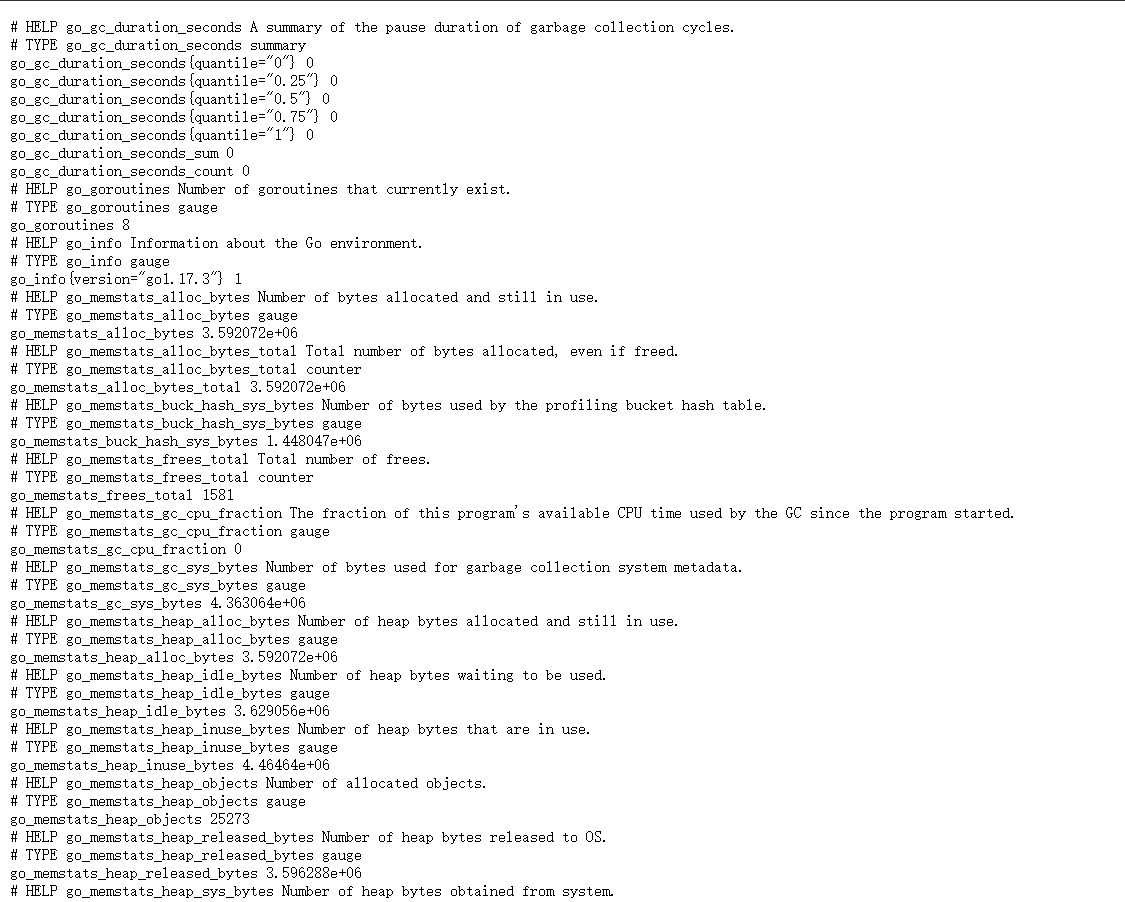 # HELP go_gc_duration_seconds A summary of the pause duration of garbage collection cycles.
# TYPE go_gc_duration_seconds summary
go_gc_duration_seconds{quantile="0"} 0
go_gc_duration_seconds{quantile="0.25"} 0
go_gc_duration_seconds{quantile="0.5"} 0
go_gc_duration_seconds{quantile="0.75"} 0
go_gc_duration_seconds{quantile="1"} 0
go_gc_duration_seconds_sum 0
go_gc_duration_seconds_count 0
# HELP go_goroutines Number of goroutines that currently exist.
# TYPE go_goroutines gauge
go_goroutines 8
# HELP go_info Information about the Go environment.
# TYPE go_info gauge
go_info{version="go1.17.3"} 1
# HELP go_memstats_alloc_bytes Number of bytes allocated and still in use.
# TYPE go_memstats_alloc_bytes gauge
go_memstats_alloc_bytes 3.592072e+06
# HELP go_memstats_alloc_bytes_total Total number of bytes allocated, even if freed.
# TYPE go_memstats_alloc_bytes_total counter
go_memstats_alloc_bytes_total 3.592072e+06
# HELP go_memstats_buck_hash_sys_bytes Number of bytes used by the profiling bucket hash table.
# TYPE go_memstats_buck_hash_sys_bytes gauge
go_memstats_buck_hash_sys_bytes 1.448047e+06
# HELP go_memstats_frees_total Total number of frees.
# TYPE go_memstats_frees_total counter
go_memstats_frees_total 1581
# HELP go_memstats_gc_cpu_fraction The fraction of this program's available CPU time used by the GC since the program started.
# TYPE go_memstats_gc_cpu_fraction gauge
go_memstats_gc_cpu_fraction 0
# HELP go_memstats_gc_sys_bytes Number of bytes used for garbage collection system metadata.
# TYPE go_memstats_gc_sys_bytes gauge
go_memstats_gc_sys_bytes 4.363064e+06
# HELP go_memstats_heap_alloc_bytes Number of heap bytes allocated and still in use.
# TYPE go_memstats_heap_alloc_bytes gauge
go_memstats_heap_alloc_bytes 3.592072e+06
# HELP go_memstats_heap_idle_bytes Number of heap bytes waiting to be used.
# TYPE go_memstats_heap_idle_bytes gauge
go_memstats_heap_idle_bytes 3.629056e+06
# HELP go_memstats_heap_inuse_bytes Number of heap bytes that are in use.
# TYPE go_memstats_heap_inuse_bytes gauge
go_memstats_heap_inuse_bytes 4.46464e+06
# HELP go_memstats_heap_objects Number of allocated objects.
# TYPE go_memstats_heap_objects gauge
go_memstats_heap_objects 25273
# HELP go_memstats_heap_released_bytes Number of heap bytes released to OS.
# TYPE go_memstats_heap_released_bytes gauge
go_memstats_heap_released_bytes 3.596288e+06
# HELP go_memstats_heap_sys_bytes Number of heap bytes obtained from system.